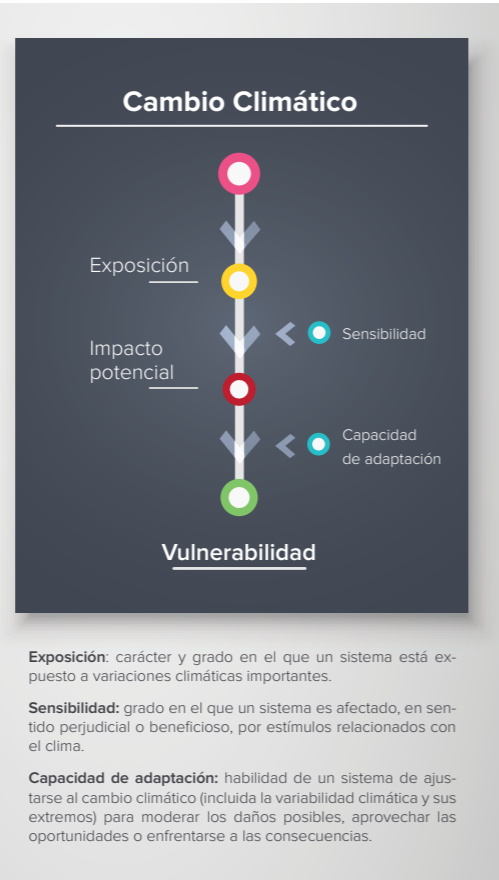 Cambio Climático
Exposición
Sensibilidad
Impacto
potencial
Capacidad
de adaptación
Vulnerabilidad
Exposición: carácter y grado en el que un sistema está ex-
puesto a variaciones climáticas importantes.
Sensibilidad: grado en el que un sistema es afectado, en sen-
tido perjudicial o beneficioso, por estímulos relacionados con
el clima.
Capacidad de adaptación: habilidad de un sistema de ajus-
tarse al cambio climático (incluida la variabilidad climática y sus
extremos) para moderar los daños posibles, aprovechar las
oportunidades o enfrentarse a las consecuencias.